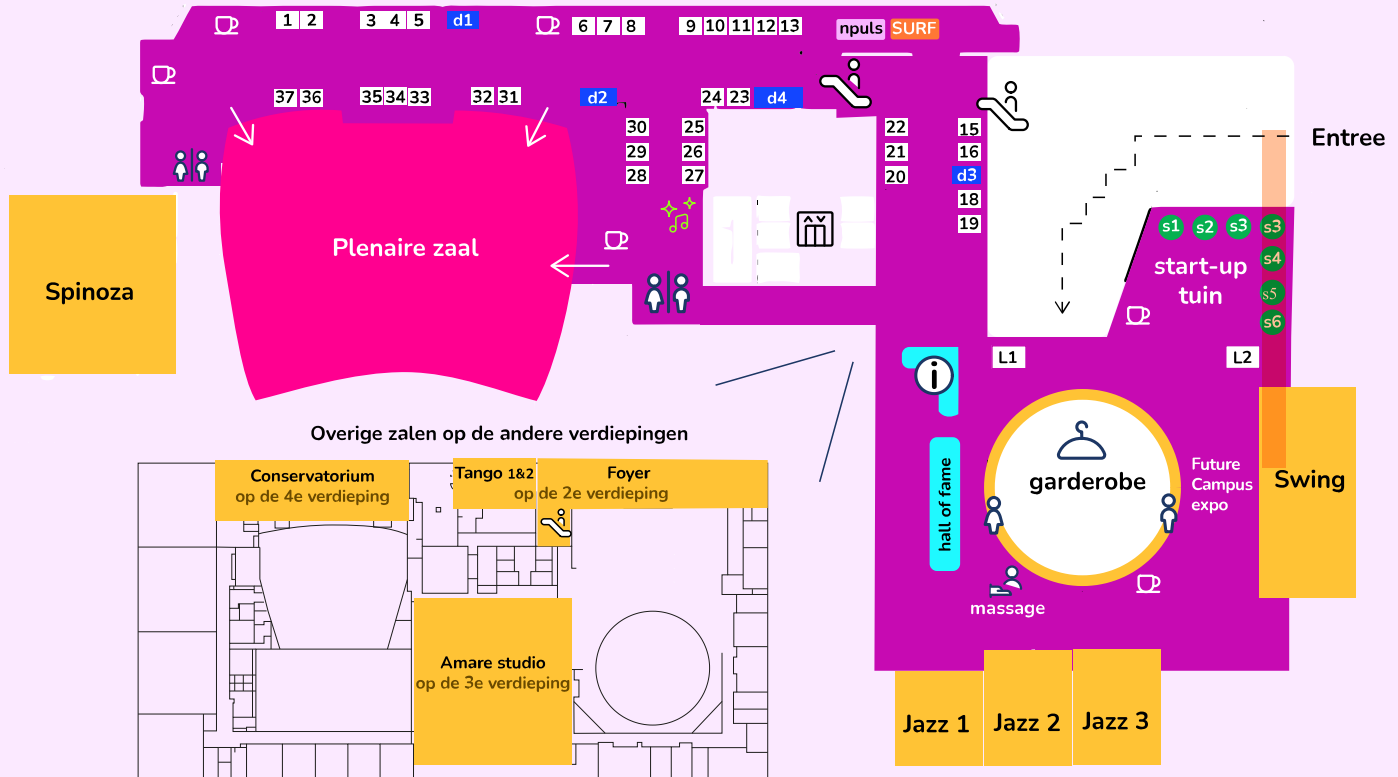 1 2 3 4 5 d1 6 7 8 9 10 11 12 13 npuls SURF
37 36 35 34 33 32 31 d2 24 23 d4
30 25 22 15
29 26 21 16
28 27 20 d3
18
19
Entree
Plenaire zaal
Spinoza
s1 s2 s3 s3
s4
s5
s6
start-up
tuin
L1 L2
i
garderobe
hall of fame
Future
Campus
expo
Swing
massage
Jazz 1 Jazz 2 Jazz 3
Overige zalen op de andere verdiepingen
Conservatorium
op de 4e verdieping
Tango 1&2 Foyer
op de 2e verdieping
Amare studio
op de 3e verdieping